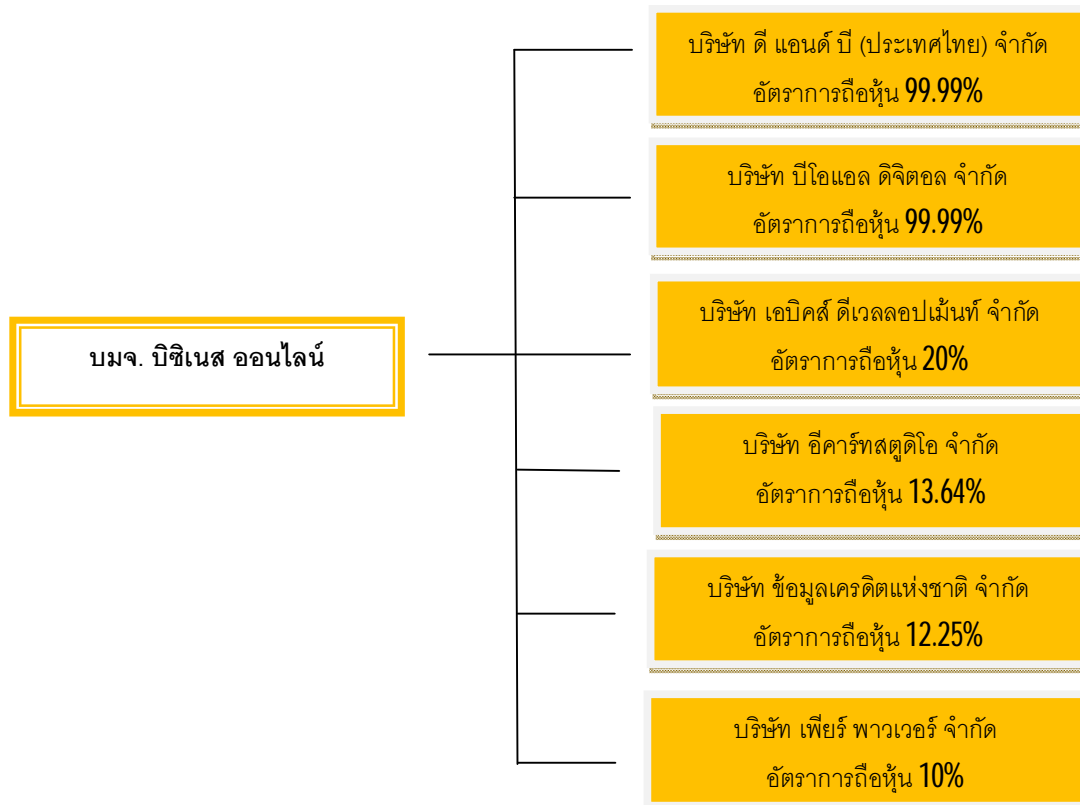 บริษัท ดี แอนด์ บี (ประเทศไทย) จำกัด
อัตราการถือหุ้น 99.99%
บริษัท บีโอแอล ดิจิตอล จำกัด
อัตราการถือหุ้น 99.99%
บริษัท เอบิคส์ ดีเวลลอปเม้นท์ จำกัด
อัตราการถือหุ้น 20%
บมจ. บิซิเนส ออนไลน์
บริษัท อีคาร์ทสตูดิโอ จำกัด
อัตราการถือหุ้น 13.64%
บริษัท ข้อมูลเครดิตแห่งชาติ จำกัด
อัตราการถือหุ้น 12.25%
บริษัท เพียร์ พาวเวอร์ จำกัด
อัตราการถือหุ้น 10%